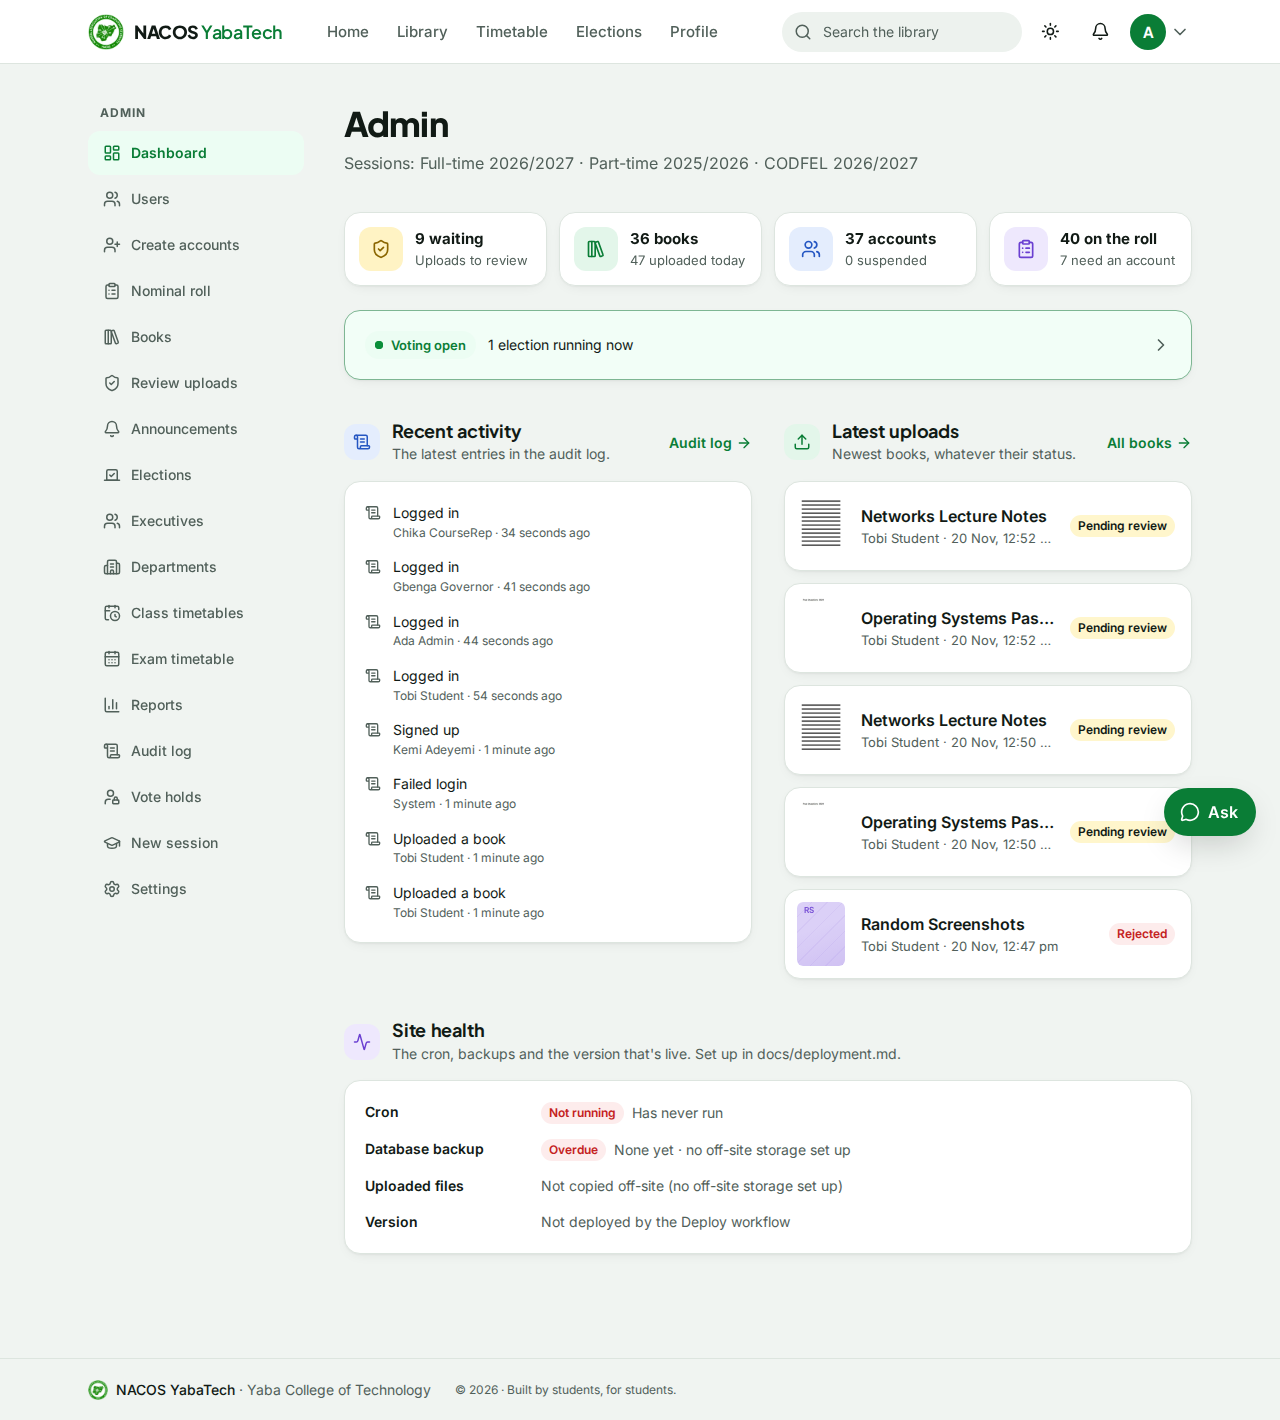 NACOS YabaTech
Home
Library
Timetable
Elections
Profile
Search the library
A
ADMIN
Dashboard
Users
Create accounts
Nominal roll
Books
Review uploads
Announcements
Elections
Executives
Departments
Class timetables
Exam timetable
Reports
Audit log
Vote holds
New session
Settings
Admin
Sessions: Full-time 2026/2027 · Part-time 2025/2026 · CODFEL 2026/2027
9 waiting
Uploads to review
36 books
47 uploaded today
37 accounts
0 suspended
40 on the roll
7 need an account
Voting open
1 election running now
Recent activity
The latest entries in the audit log.
Audit log
Logged in
Chika CourseRep · 34 seconds ago
Logged in
Gbenga Governor · 41 seconds ago
Logged in
Ada Admin · 44 seconds ago
Logged in
Tobi Student · 54 seconds ago
Signed up
Kemi Adeyemi · 1 minute ago
Failed login
System · 1 minute ago
Uploaded a book
Tobi Student · 1 minute ago
Uploaded a book
Tobi Student · 1 minute ago
Latest uploads
Newest books, whatever their status.
All books
Networks Lecture Notes
Tobi Student · 20 Nov, 12:52 ...
Pending review
Operating Systems Pas...
Tobi Student · 20 Nov, 12:52 ...
Pending review
Networks Lecture Notes
Tobi Student · 20 Nov, 12:50 ...
Pending review
Operating Systems Pas...
Tobi Student · 20 Nov, 12:50 ...
Pending review
RS
Random Screenshots
Tobi Student · 20 Nov, 12:47 pm
Rejected
Ask
Site health
The cron, backups and the version that's live. Set up in docs/deployment.md.
Cron
Not running
Has never run
Database backup
Overdue
None yet · no off-site storage set up
Uploaded files
Not copied off-site (no off-site storage set up)
Version
Not deployed by the Deploy workflow
NACOS YabaTech · Yaba College of Technology
© 2026 · Built by students, for students.